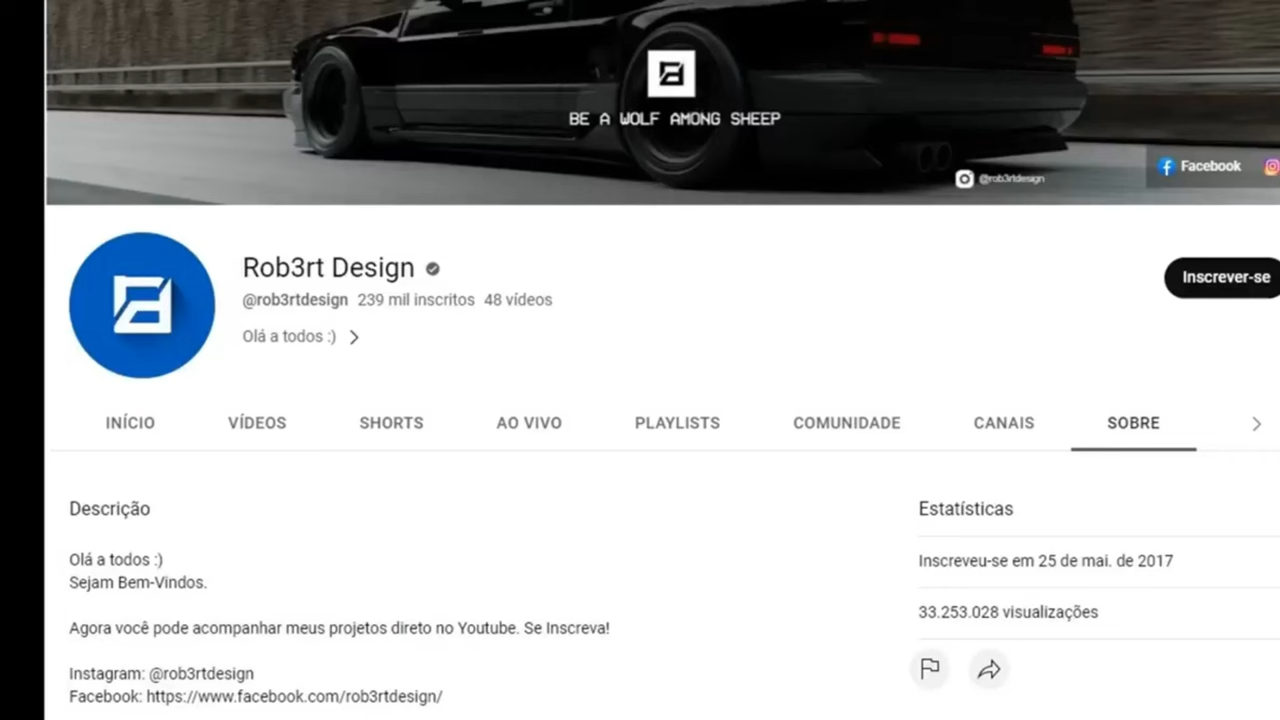 BE A WOLF AMONG SHEEP
@rob3rtdesign
Facebook
Rob3rt Design
@rob3rtdesign 239 mil inscritos 48 vídeos
Olá a todos :)
Inscrever-se
INÍCIO VÍDEOS SHORTS AO VIVO PLAYLISTS COMUNIDADE CANAIS SOBRE
Descrição
Olá a todos :)
Sejam Bem-Vindos.
Agora você pode acompanhar meus projetos direto no Youtube. Se Inscreva!
Instagram: @rob3rtdesign
Facebook: https://www.facebook.com/rob3rtdesign/
Estatísticas
Inscreveu-se em 25 de mai. de 2017
33.253.028 visualizações